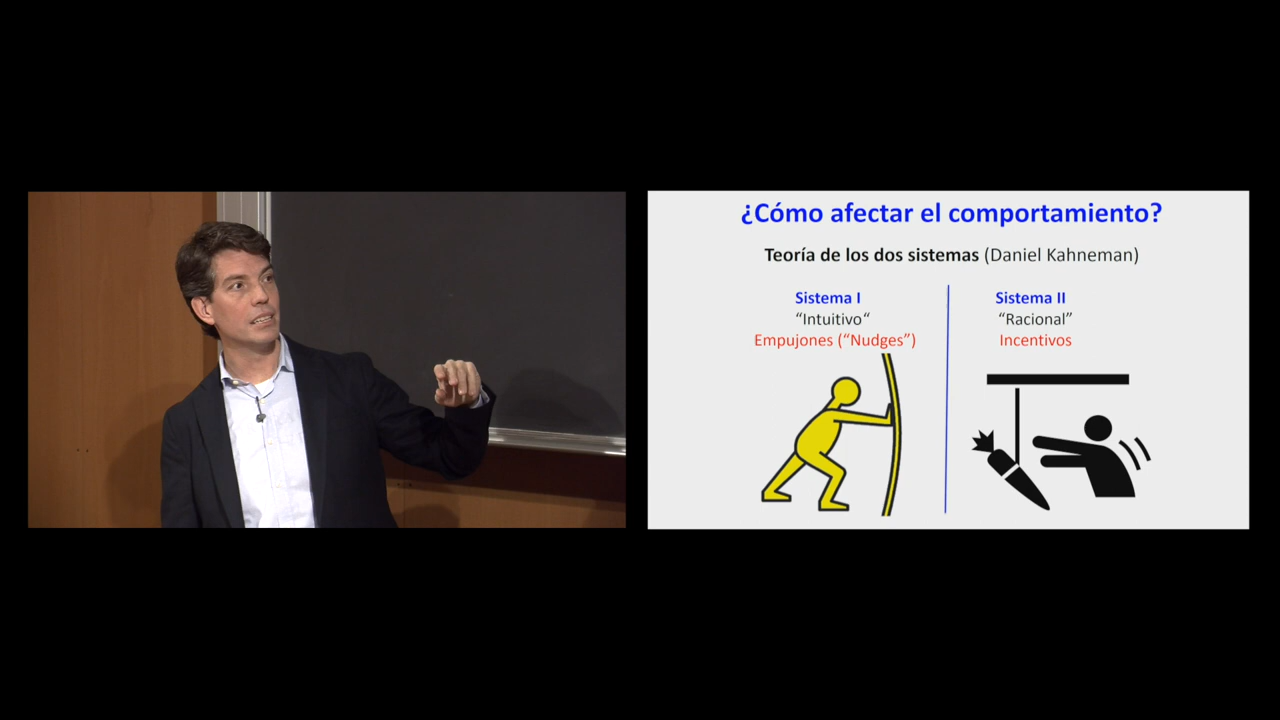 ¿Cómo afectar el comportamiento?
Teoría de los dos sistemas (Daniel Kahneman)
Sistema I
“Intuitivo“
Empujones (“Nudges”)
Sistema II
“Racional”
Incentivos